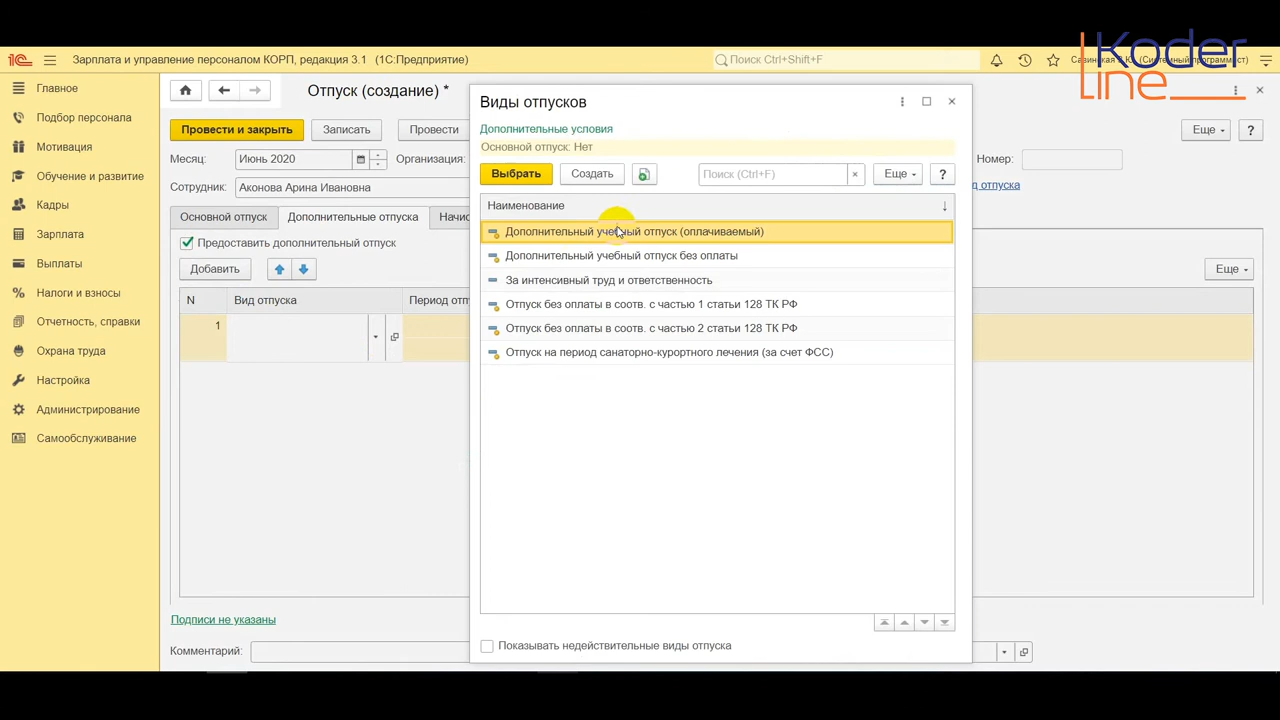 Koder
Line
1С Зарплата и управление персоналом КОРП, редакция 3.1 (1С:Предприятие)
Поиск Ctrl+Shift+F
Главное
Подбор персонала
Мотивация
Обучение и развитие
Кадры
Зарплата
Выплаты
Налоги и взносы
Отчетность, справки
Охрана труда
Настройка
Администрирование
Самообслуживание
Отпуск (создание) *
Провести и закрыть Записать Провести
Еще ?
Месяц: Июнь 2020 Организация:
Номер:
Сотрудник: Аконова Арина Ивановна
отпуска
Основной отпуск Дополнительные отпуска Начис
Предоставить дополнительный отпуск
Добавить
Еще
N Вид отпуска Период отп
1
Подписи не указаны
Комментарий:
Виды отпусков
Дополнительные условия
Основной отпуск: Нет
Выбрать Создать Поиск (Ctrl+F) × Еще ?
Наименование ↓
Дополнительный учебный отпуск (оплачиваемый)
Дополнительный учебный отпуск без оплаты
За интенсивный труд и ответственность
Отпуск без оплаты в соотв. с частью 1 статьи 128 ТК РФ
Отпуск без оплаты в соотв. с частью 2 статьи 128 ТК РФ
Отпуск на период санаторно-курортного лечения (за счет ФСС)
Показывать недействительные виды отпуска